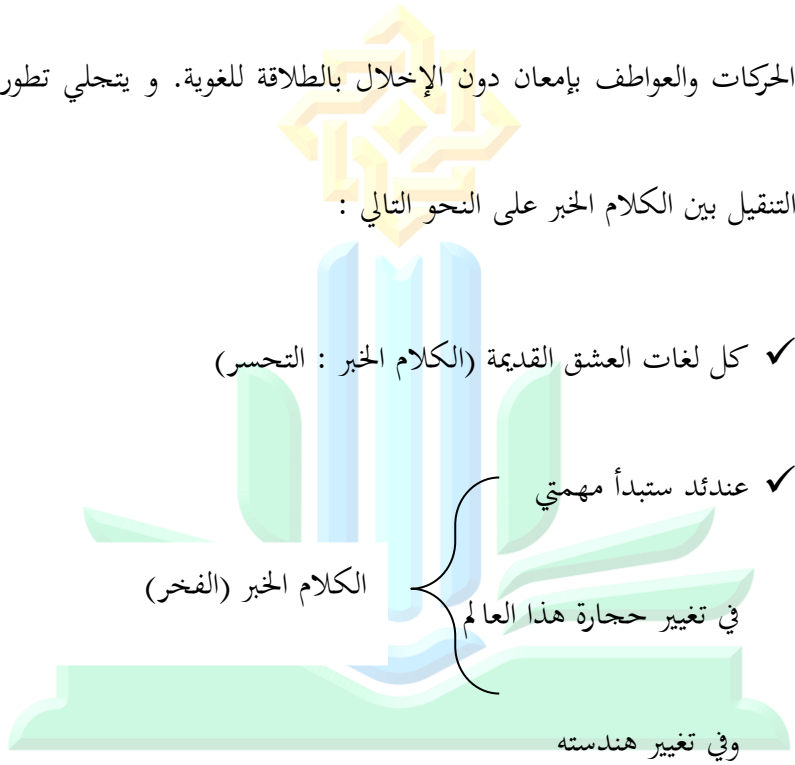 الحركات والعواطف بإمعان دون الإخلال بالطلاقة للغوية. و يتجلي تطور
التنقيل بين الكلام الخبر على النحو التالي :
✔ كل لغات العشق القديمة (الكلام الخبر : التحسر)
✔ عندئد ستبدأ مهمتي
الكلام الخبر (الفخر)
في تغيير حجارة هذا العالم
وفي تغيير هندسته